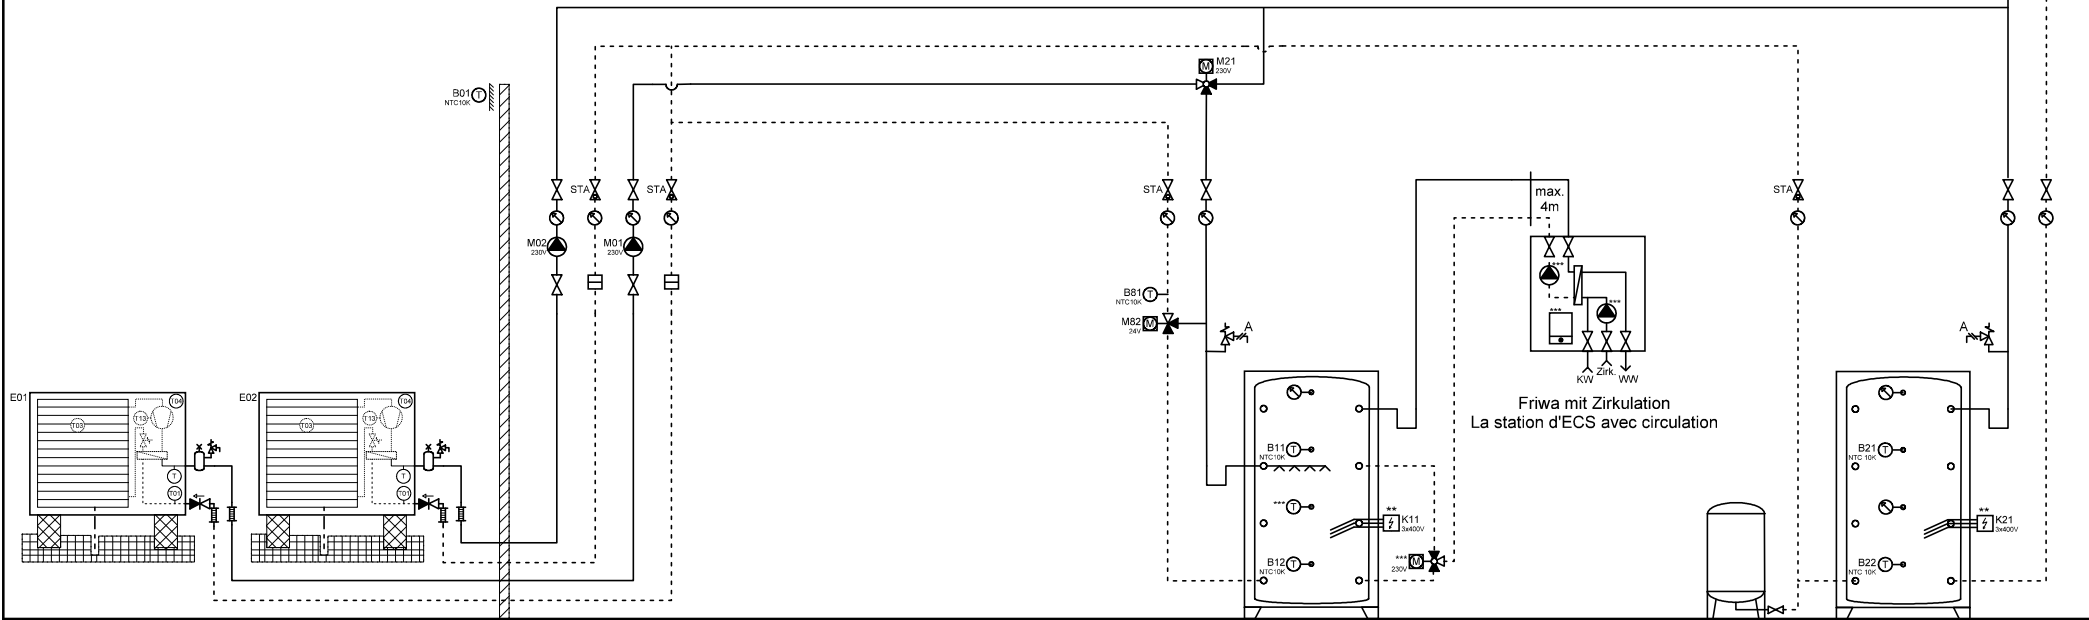 M21
230V
B01
NTC10K
STA
STA
STA
STA
max.
4m
M02
230V
M01
230V
***
***
***
B81
NTC10K
M82
24V
A
A
KW
Zirk.
WW
E01
T04
T13
T03
T
T01
E02
T04
T13
T03
T
T01
Friwa mit Zirkulation
La station d'ECS avec circulation
B11
NTC10K
***
**
K11
3x400V
B12
NTC10K
***
230V
B21
NTC 10K
**
K21
3x400V
B22
NTC 10K
T
M
M
T
T
T
T
T
M
T
T